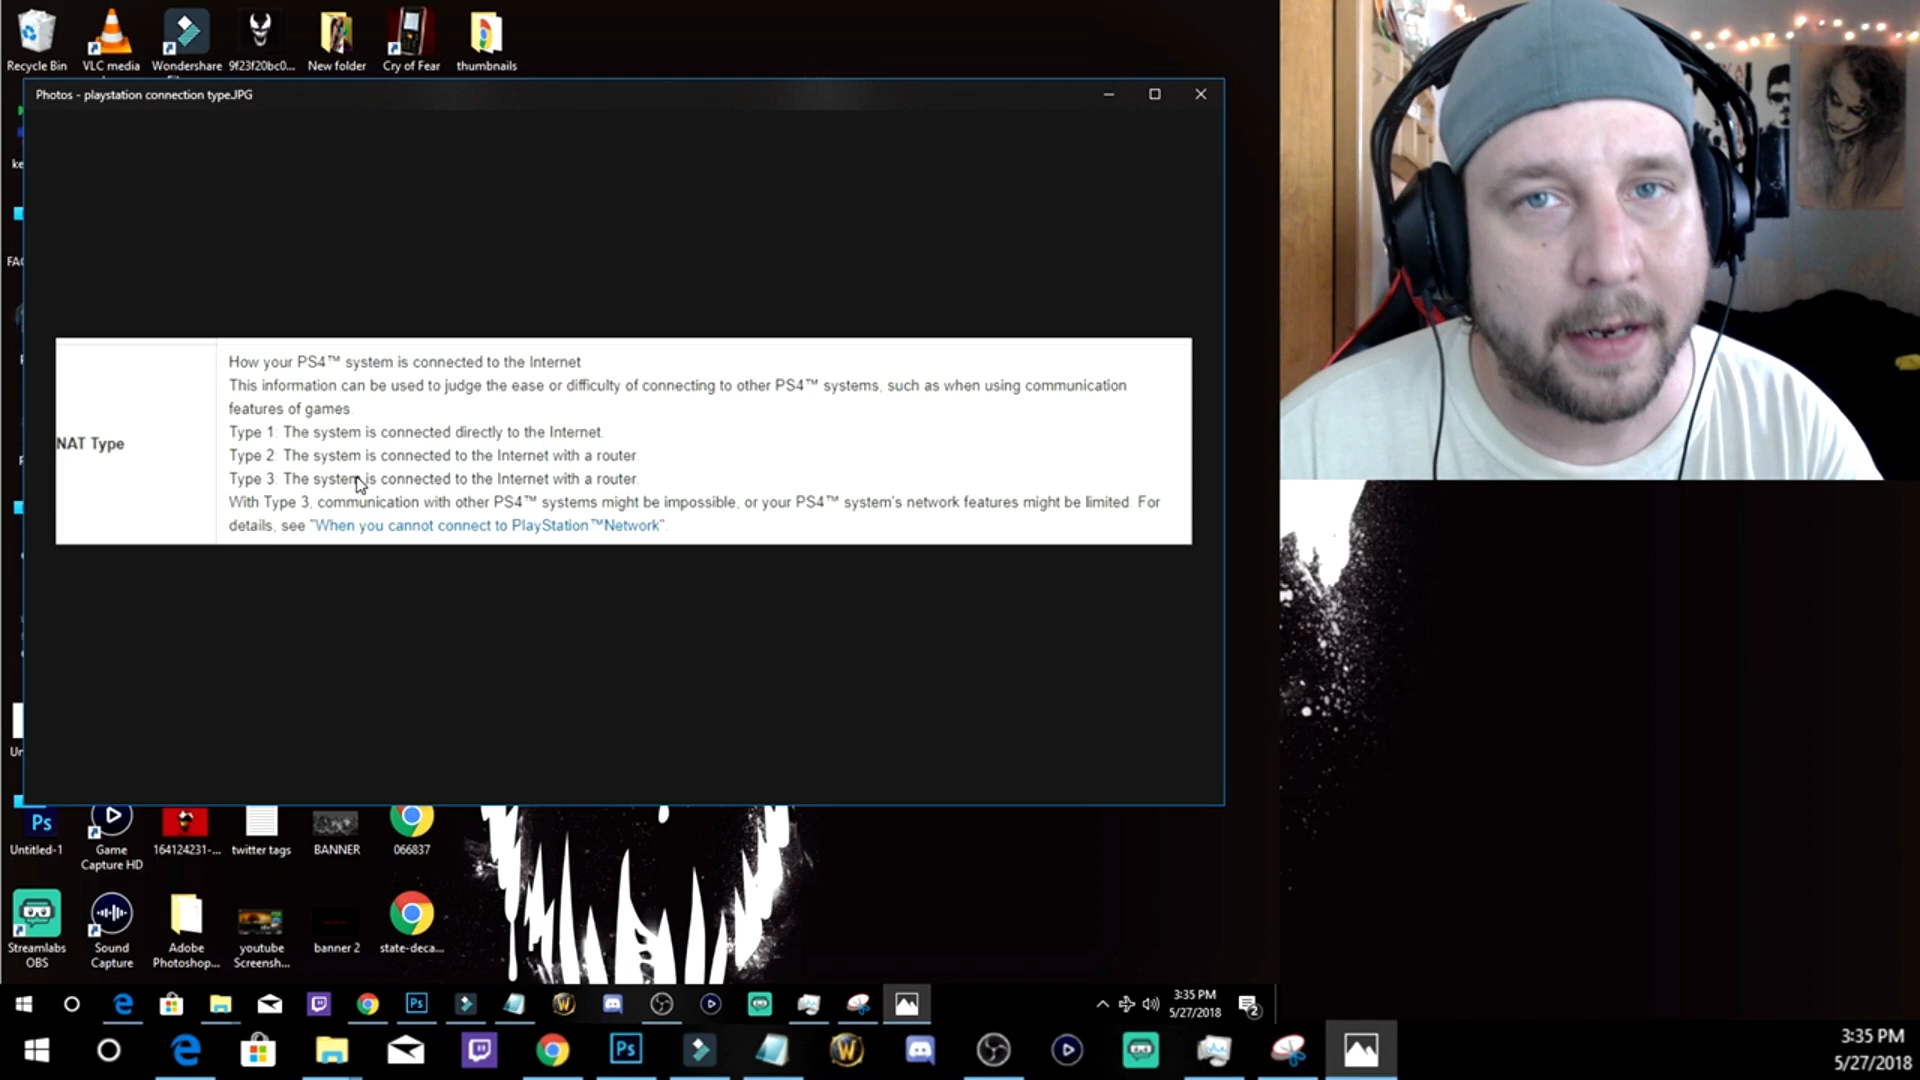 Recycle Bin
VLC media
Wondershare
9f23f20bc0...
New folder
Cry of Fear
thumbnails
Photos - playstation connection type.JPG
NAT Type
How your PS4™ system is connected to the Internet
This information can be used to judge the ease or difficulty of connecting to other PS4™ systems, such as when using communication
features of games.
Type 1: The system is connected directly to the Internet.
Type 2: The system is connected to the Internet with a router.
Type 3: The system is connected to the Internet with a router.
With Type 3, communication with other PS4™ systems might be impossible, or your PS4™ system's network features might be limited. For
details, see "When you cannot connect to PlayStation™Network".
Ps
Untitled-1
Game
Capture HD
164124231-...
twitter tags
BANNER
066837
Streamlabs
OBS
Sound
Capture
Adobe
Photoshop...
youtube
Screensh...
banner 2
state-deca...
Ps
W
3:35 PM
5/27/2018
2
Ps
W
3:35 PM
5/27/2018